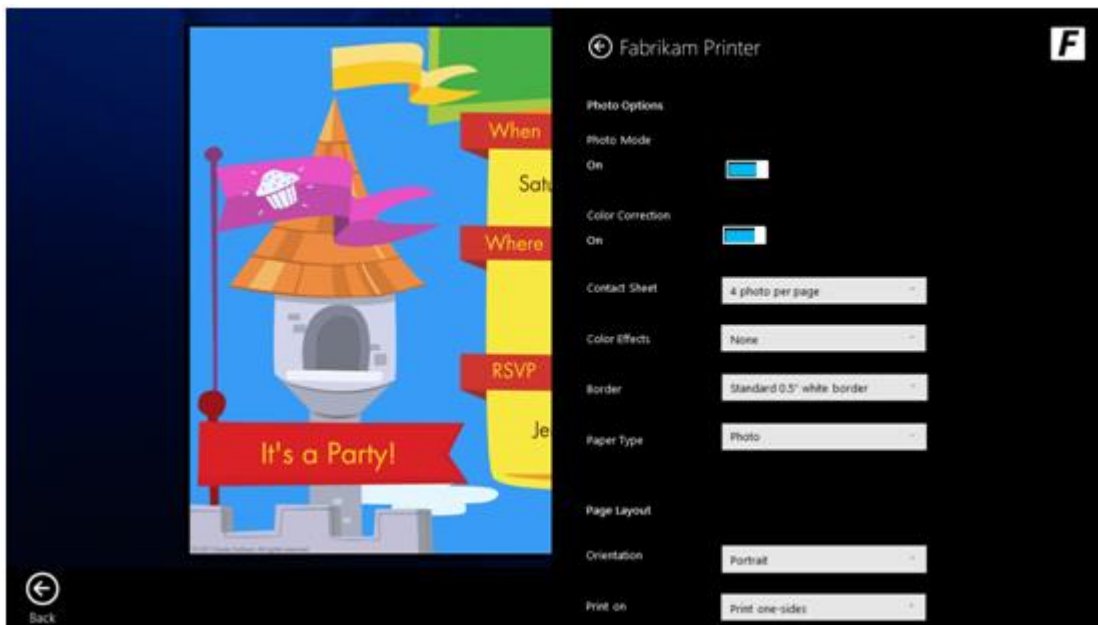 When
Satu
Where
RSVP
Je
It's a Party!
Back
Fabrikam Printer
F
Photo Options
Photo Mode
On
Color Correction
On
Contact Sheet
4 photo per page
Color Effects
None
Border
Standard 0.5" white border
Paper Type
Photo
Page Layout
Orientation
Portrait
Print on
Print one-sides